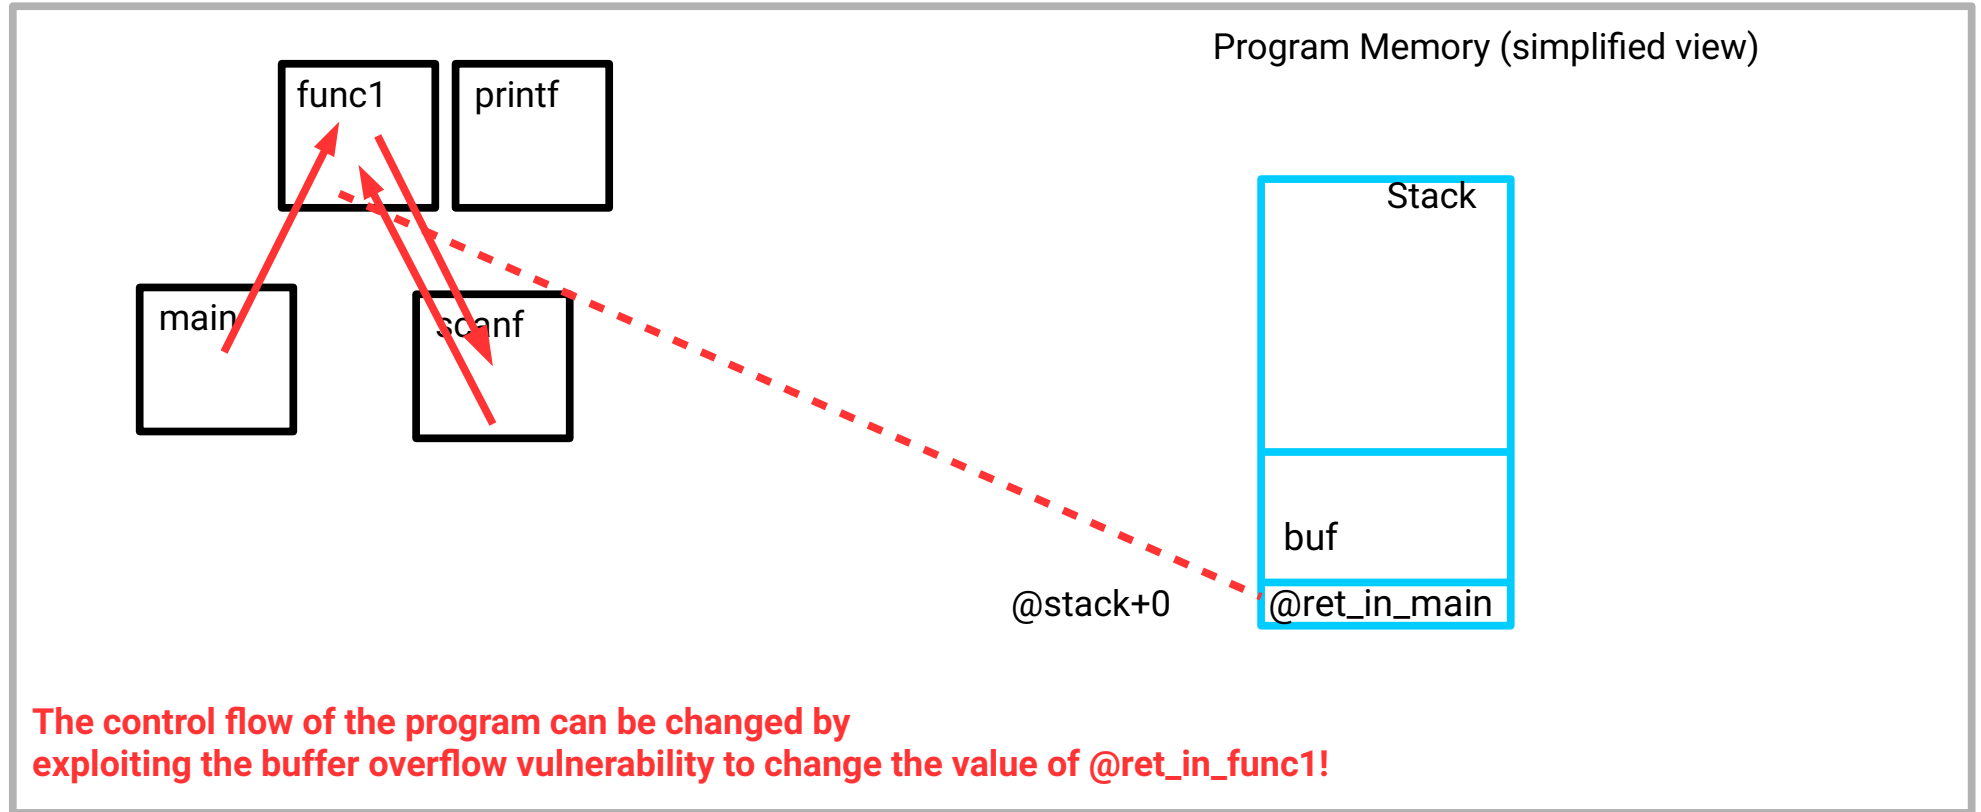 Program Memory (simplified view)
func1
printf
Stack
main
scanf
buf
@stack+0
@ret_in_main
The control flow of the program can be changed by
exploiting the buffer overflow vulnerability to change the value of @ret_in_func1!